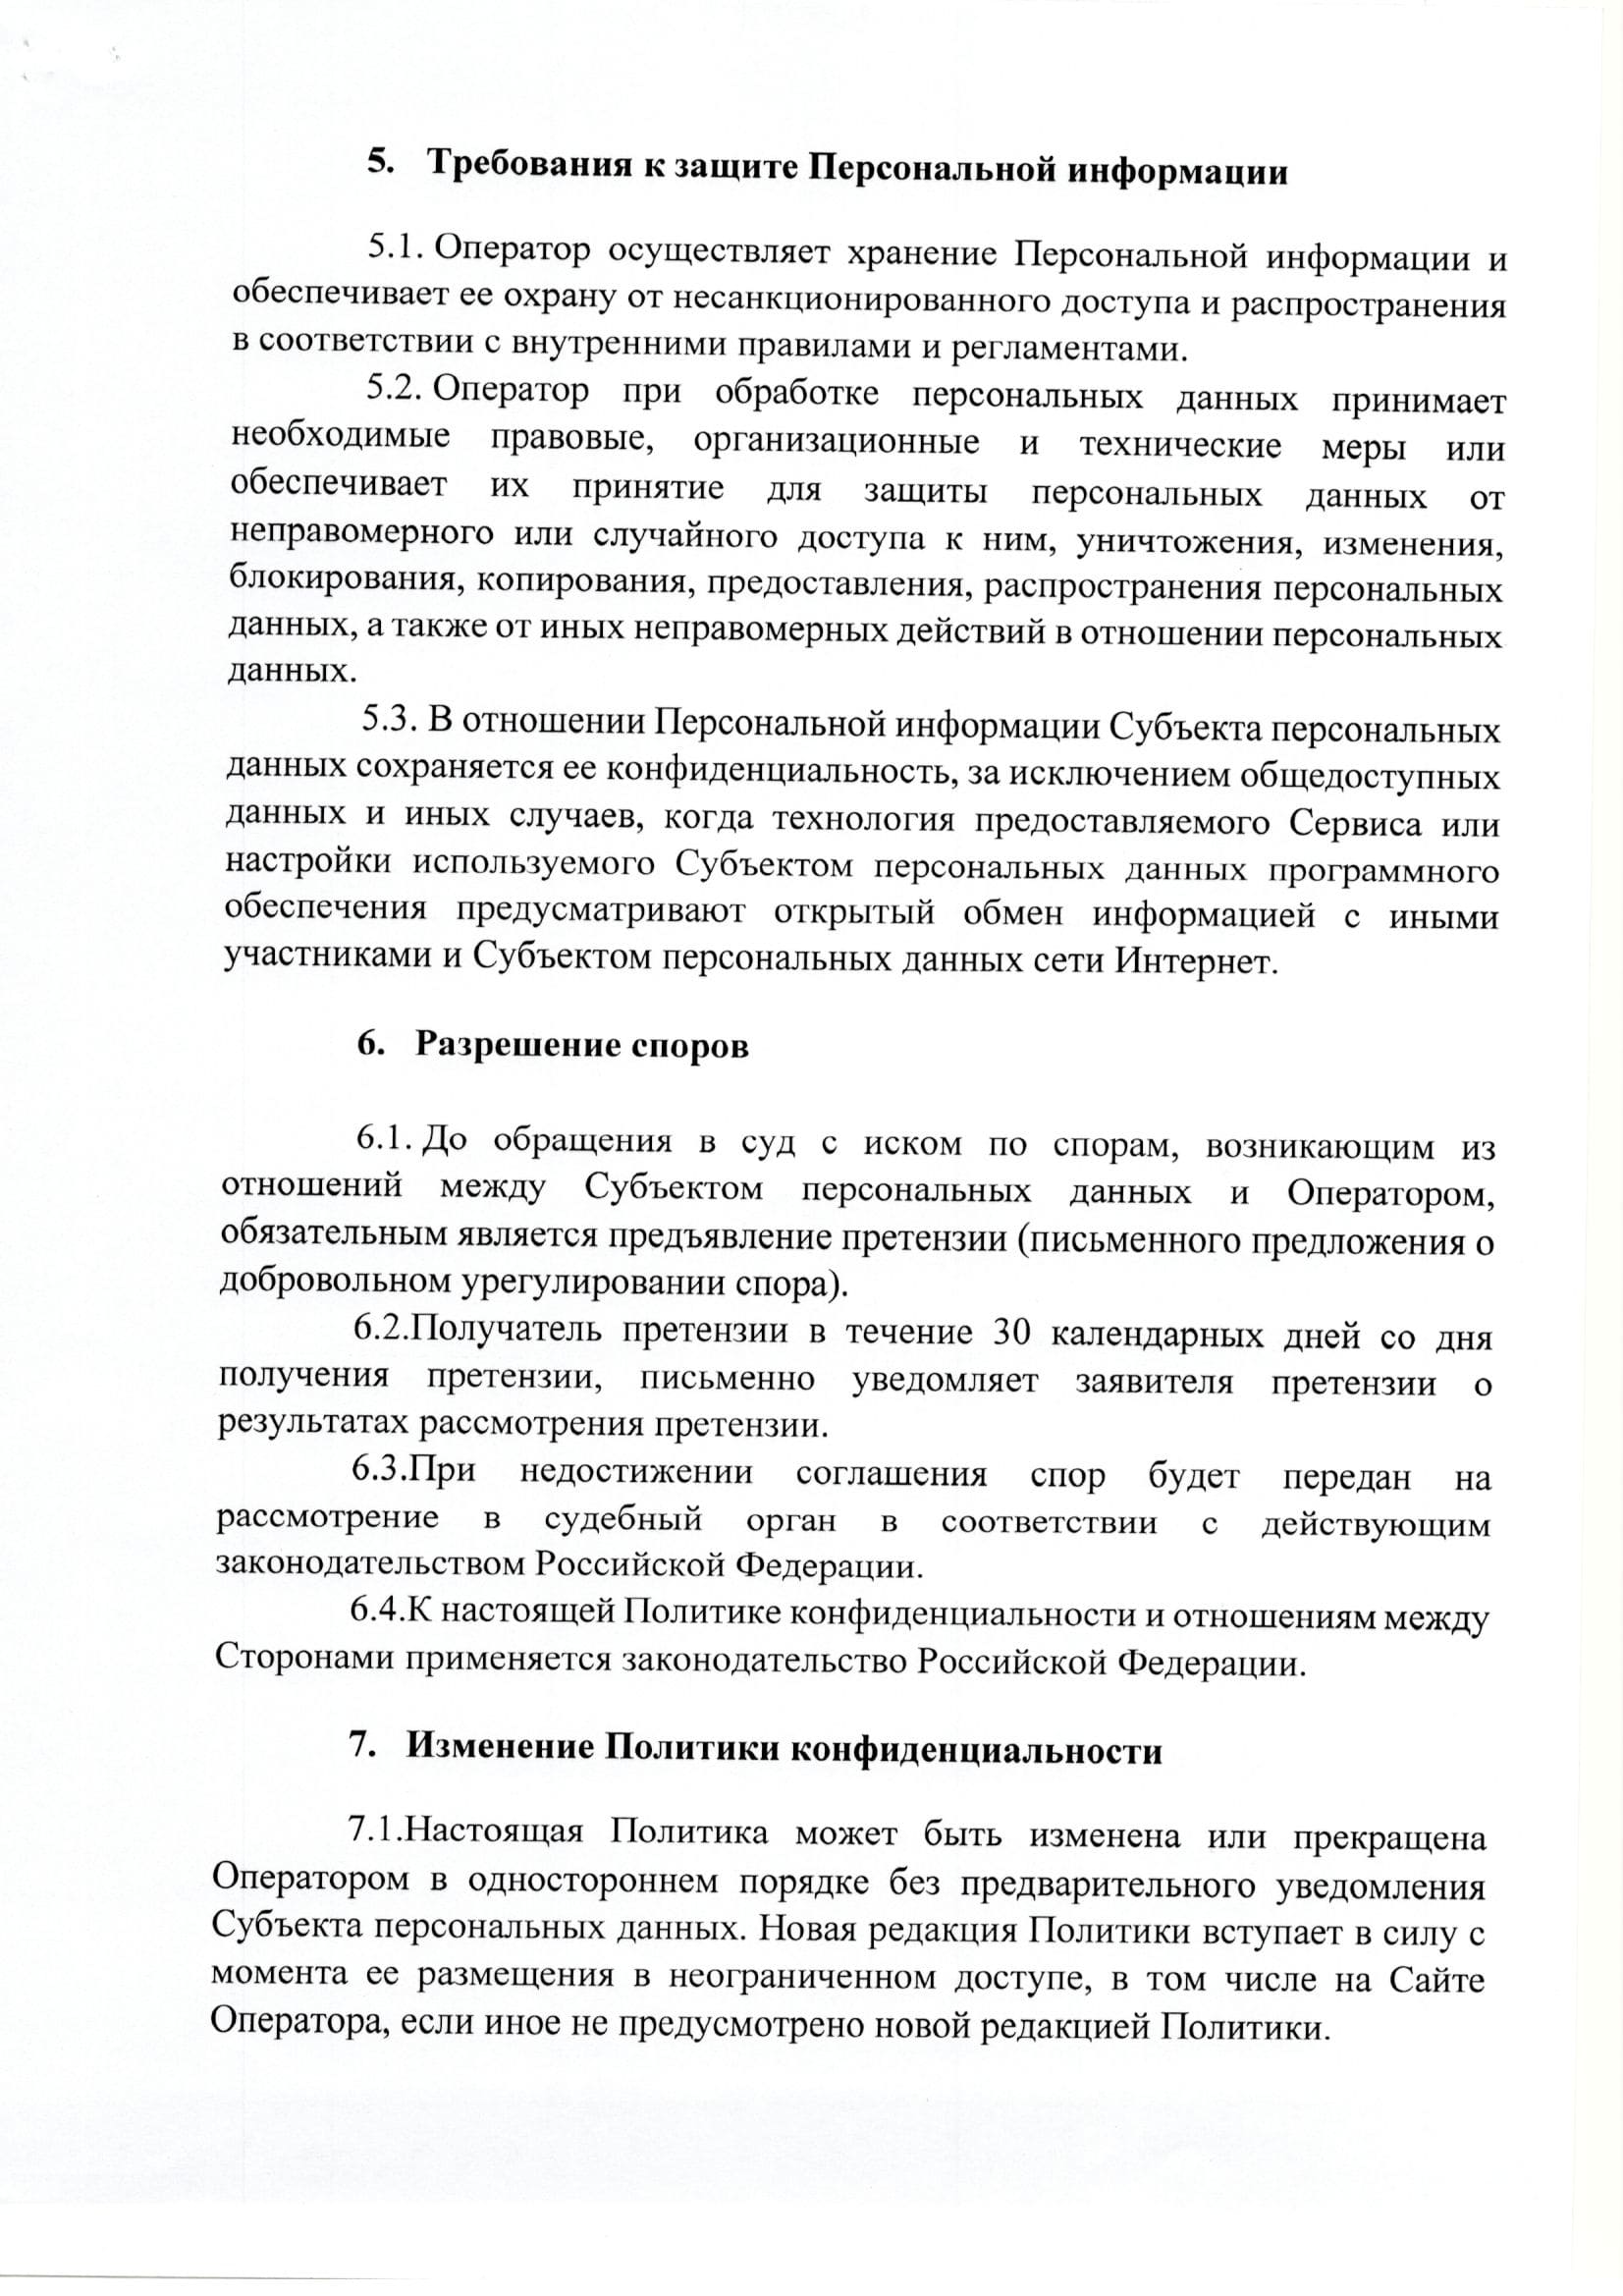 5. Требования к защите Персональной информации
5.1. Оператор осуществляет хранение Персональной информации и
обеспечивает ее охрану от несанкционированного доступа и распространения
в соответствии с внутренними правилами и регламентами.
5.2. Оператор при обработке персональных данных принимает
необходимые правовые, организационные и технические меры или
обеспечивает их принятие для защиты персональных данных от
неправомерного или случайного доступа к ним, уничтожения, изменения,
блокирования, копирования, предоставления, распространения персональных
данных, а также от иных неправомерных действий в отношении персональных
данных.
5.3. В отношении Персональной информации Субъекта персональных
данных сохраняется ее конфиденциальность, за исключением общедоступных
данных и иных случаев, когда технология предоставляемого Сервиса или
настройки используемого Субъектом персональных данных программного
обеспечения предусматривают открытый обмен информацией с иными
участниками и Субъектом персональных данных сети Интернет.
6. Разрешение споров
6.1. До обращения в суд с иском по спорам, возникающим из
отношений между Субъектом персональных данных и Оператором,
обязательным является предъявление претензии (письменного предложения о
добровольном урегулировании спора).
6.2.Получатель претензии в течение 30 календарных дней со дня
получения претензии, письменно уведомляет заявителя претензии о
результатах рассмотрения претензии.
6.3.При недостижении соглашения спор будет передан на
рассмотрение в судебный орган в соответствии с действующим
законодательством Российской Федерации.
6.4.К настоящей Политике конфиденциальности и отношениям между
Сторонами применяется законодательство Российской Федерации.
7. Изменение Политики конфиденциальности
7.1.Настоящая Политика может быть изменена или прекращена
Оператором в одностороннем порядке без предварительного уведомления
Субъекта персональных данных. Новая редакция Политики вступает в силу с
момента ее размещения в неограниченном доступе, в том числе на Сайте
Оператора, если иное не предусмотрено новой редакцией Политики.